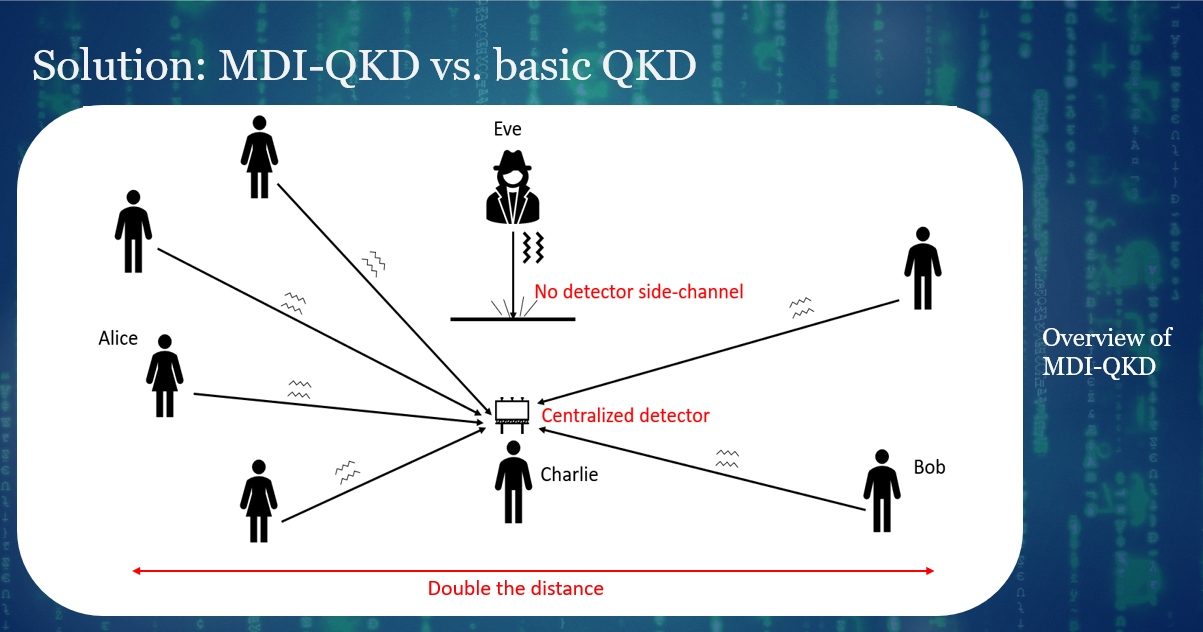 Solution: MDI-QKD vs. basic QKD
Eve
No detector side-channel
Alice
Centralized detector
Charlie
Bob
Double the distance
Overview of
MDI-QKD